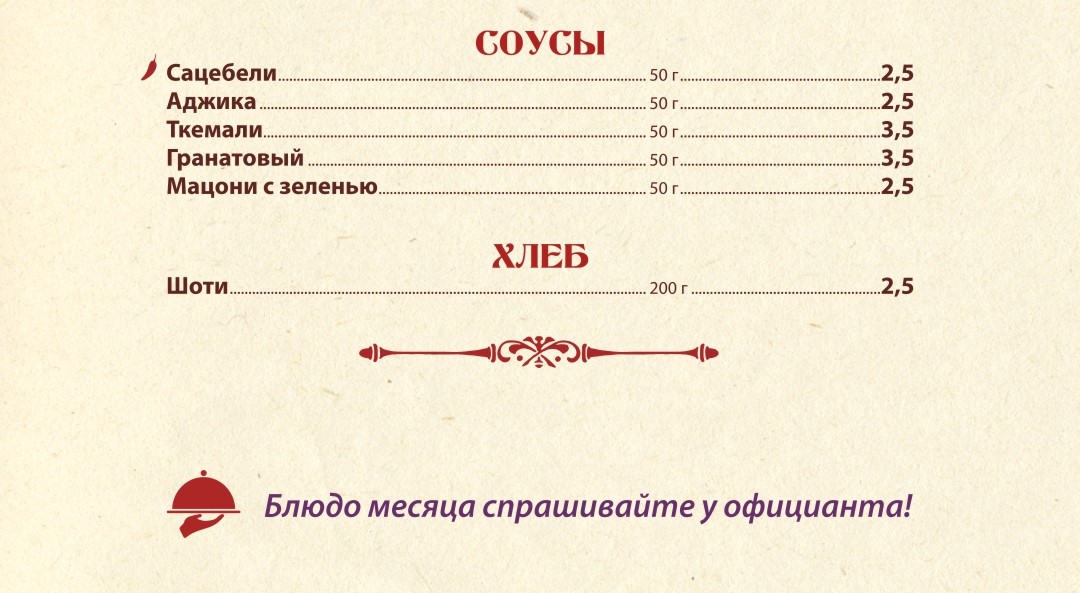 СОУСЫ
Сацебели 50 г 2,5
Аджика 50 г 2,5
Ткемали 50 г 3,5
Гранатовый 50 г 3,5
Мацони с зеленью 50 г 2,5
ХЛЕБ
Шоти 200 г 2,5
Блюдо месяца спрашивайте у официанта!